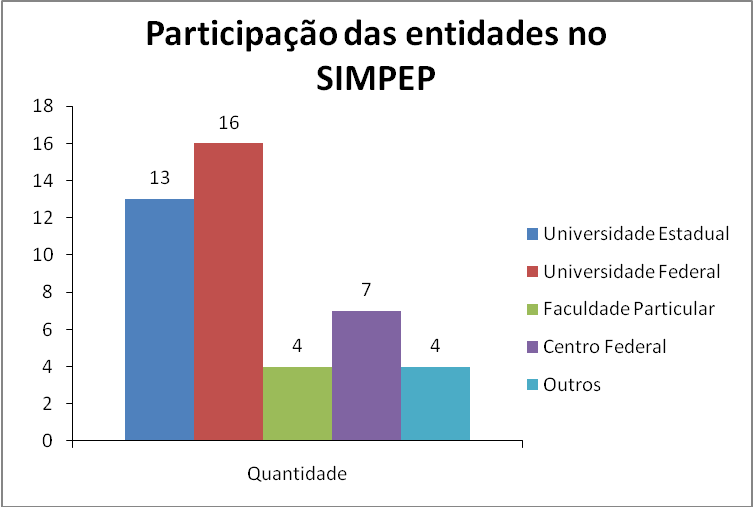 Participação das entidades no
SIMPEP
18
16
14
12
10
8
6
4
2
0
13
16
4
7
4
Quantidade
Universidade Estadual
Universidade Federal
Faculdade Particular
Centro Federal
Outros